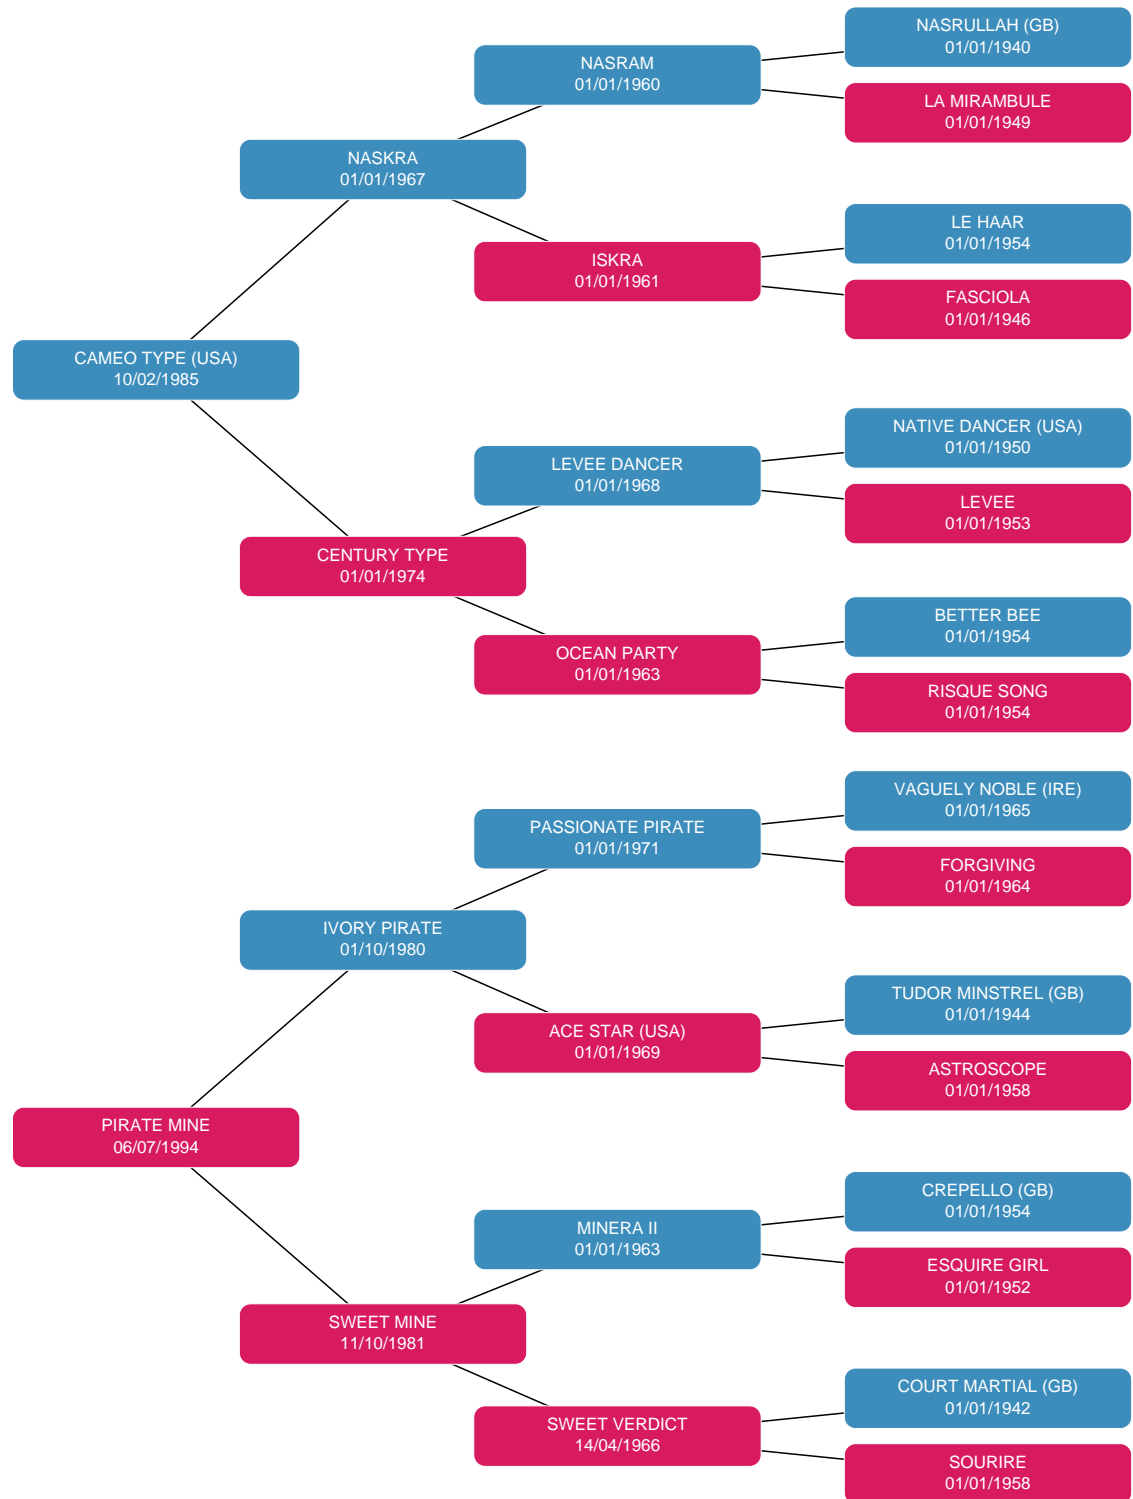 NASRULLAH (GB)
01/01/1940
NASRAM
01/01/1960
LA MIRAMBULE
01/01/1949
NASKRA
01/01/1967
LE HAAR
01/01/1954
ISKRA
01/01/1961
FASCIOLA
01/01/1946
CAMEO TYPE (USA)
10/02/1985
NATIVE DANCER (USA)
01/01/1950
LEVEE DANCER
01/01/1968
LEVEE
01/01/1953
CENTURY TYPE
01/01/1974
BETTER BEE
01/01/1954
OCEAN PARTY
01/01/1963
RISQUE SONG
01/01/1954
VAGUELY NOBLE (IRE)
01/01/1965
PASSIONATE PIRATE
01/01/1971
FORGIVING
01/01/1964
IVORY PIRATE
01/10/1980
TUDOR MINSTREL (GB)
01/01/1944
ACE STAR (USA)
01/01/1969
ASTROSCOPE
01/01/1958
PIRATE MINE
06/07/1994
CREPELLO (GB)
01/01/1954
MINERA II
01/01/1963
ESQUIRE GIRL
01/01/1952
SWEET MINE
11/10/1981
COURT MARTIAL (GB)
01/01/1942
SWEET VERDICT
14/04/1966
SOURIRE
01/01/1958